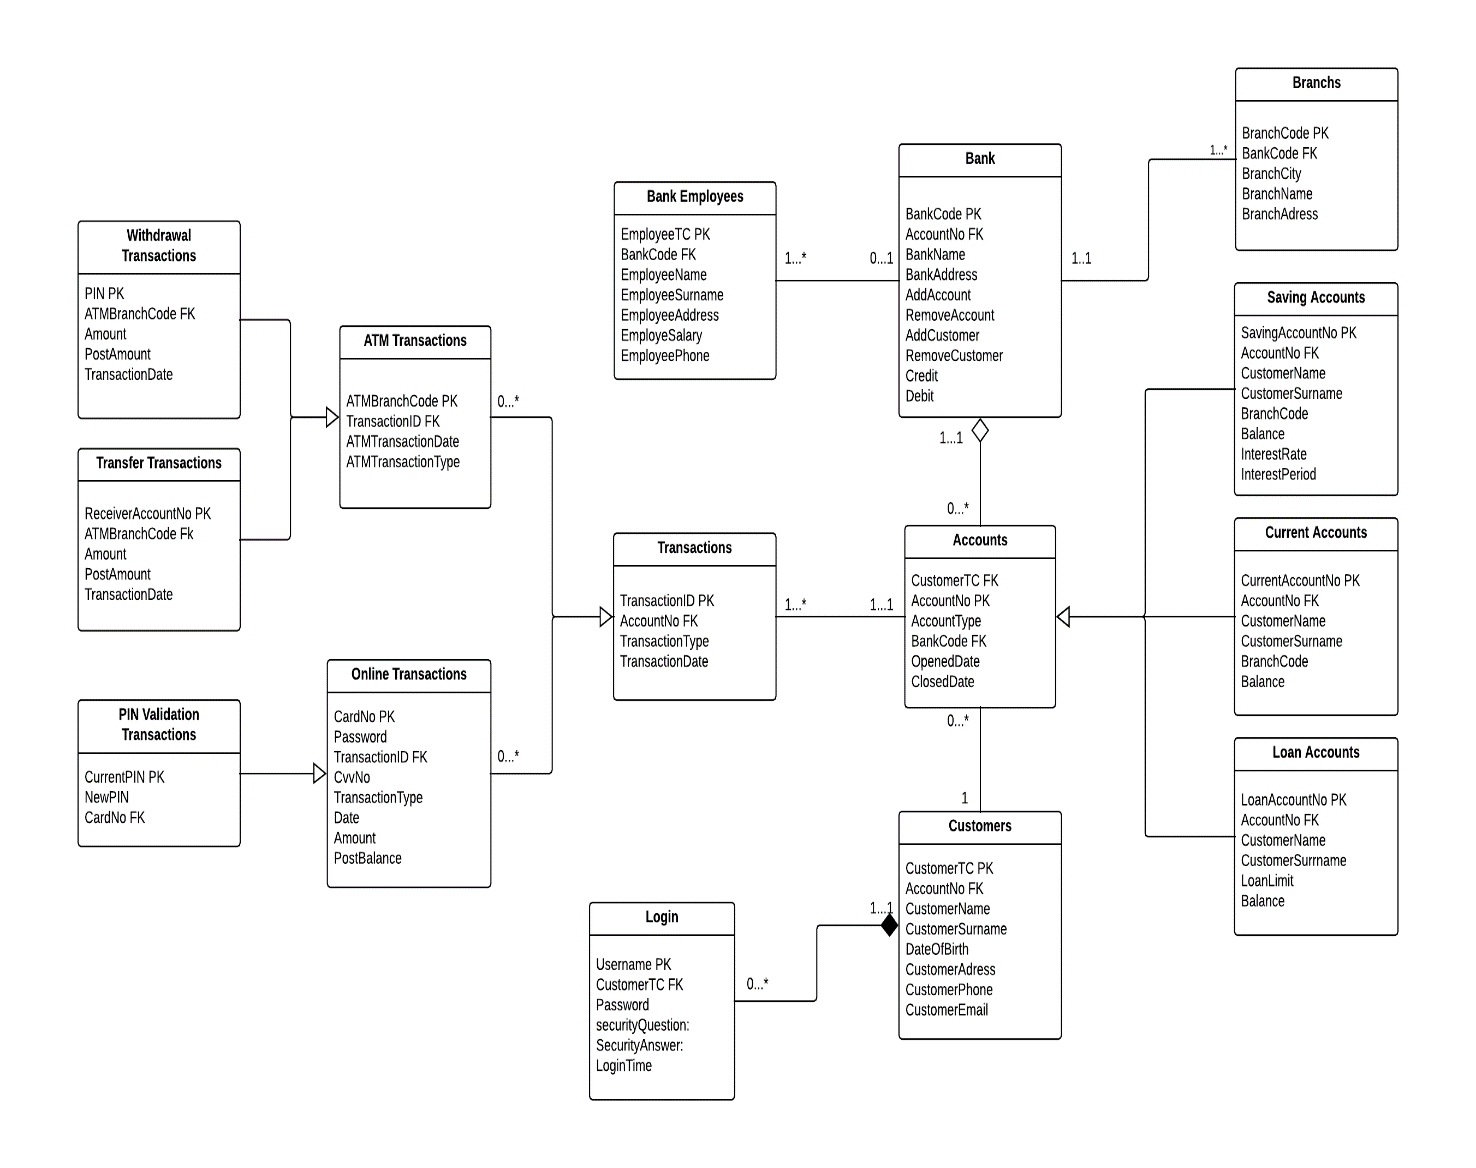 Branchs
BranchCode PK
BankCode FK
BranchCity
BranchName
BranchAdress
1...*
Bank
BankCode PK
AccountNo FK
BankName
BankAddress
AddAccount
RemoveAccount
AddCustomer
RemoveCustomer
Credit
Debit
1..1
Bank Employees
EmployeeTC PK
BankCode FK
EmployeeName
EmployeeSurname
EmployeeAddress
EmployeSalary
EmployeePhone
1...*
0...1
Withdrawal
Transactions
PIN PK
ATMBranchCode FK
Amount
PostAmount
TransactionDate
Saving Accounts
SavingAccountNo PK
AccountNo FK
CustomerName
CustomerSurname
BranchCode
Balance
InterestRate
InterestPeriod
ATM Transactions
ATMBranchCode PK
TransactionID FK
ATMTransactionDate
ATMTransactionType
0...*
1...1
0...*
Transfer Transactions
ReceiverAccountNo PK
ATMBranchCode Fk
Amount
PostAmount
TransactionDate
Transactions
TransactionID PK
AccountNo FK
TransactionType
TransactionDate
1...*
1...1
Accounts
CustomerTC FK
AccountNo PK
AccountType
BankCode FK
OpenedDate
ClosedDate
Current Accounts
CurrentAccountNo PK
AccountNo FK
CustomerName
CustomerSurname
BranchCode
Balance
Online Transactions
CardNo PK
Password
TransactionID FK
CvvNo
TransactionType
Date
Amount
PostBalance
0...*
PIN Validation
Transactions
CurrentPIN PK
NewPIN
CardNo FK
0...*
1
Loan Accounts
LoanAccountNo PK
AccountNo FK
CustomerName
CustomerSurrname
LoanLimit
Balance
Customers
CustomerTC PK
AccountNo FK
CustomerName
CustomerSurname
DateOfBirth
CustomerAdress
CustomerPhone
CustomerEmail
1...1
Login
Username PK
CustomerTC FK
Password
securityQuestion:
SecurityAnswer:
LoginTime
0...*